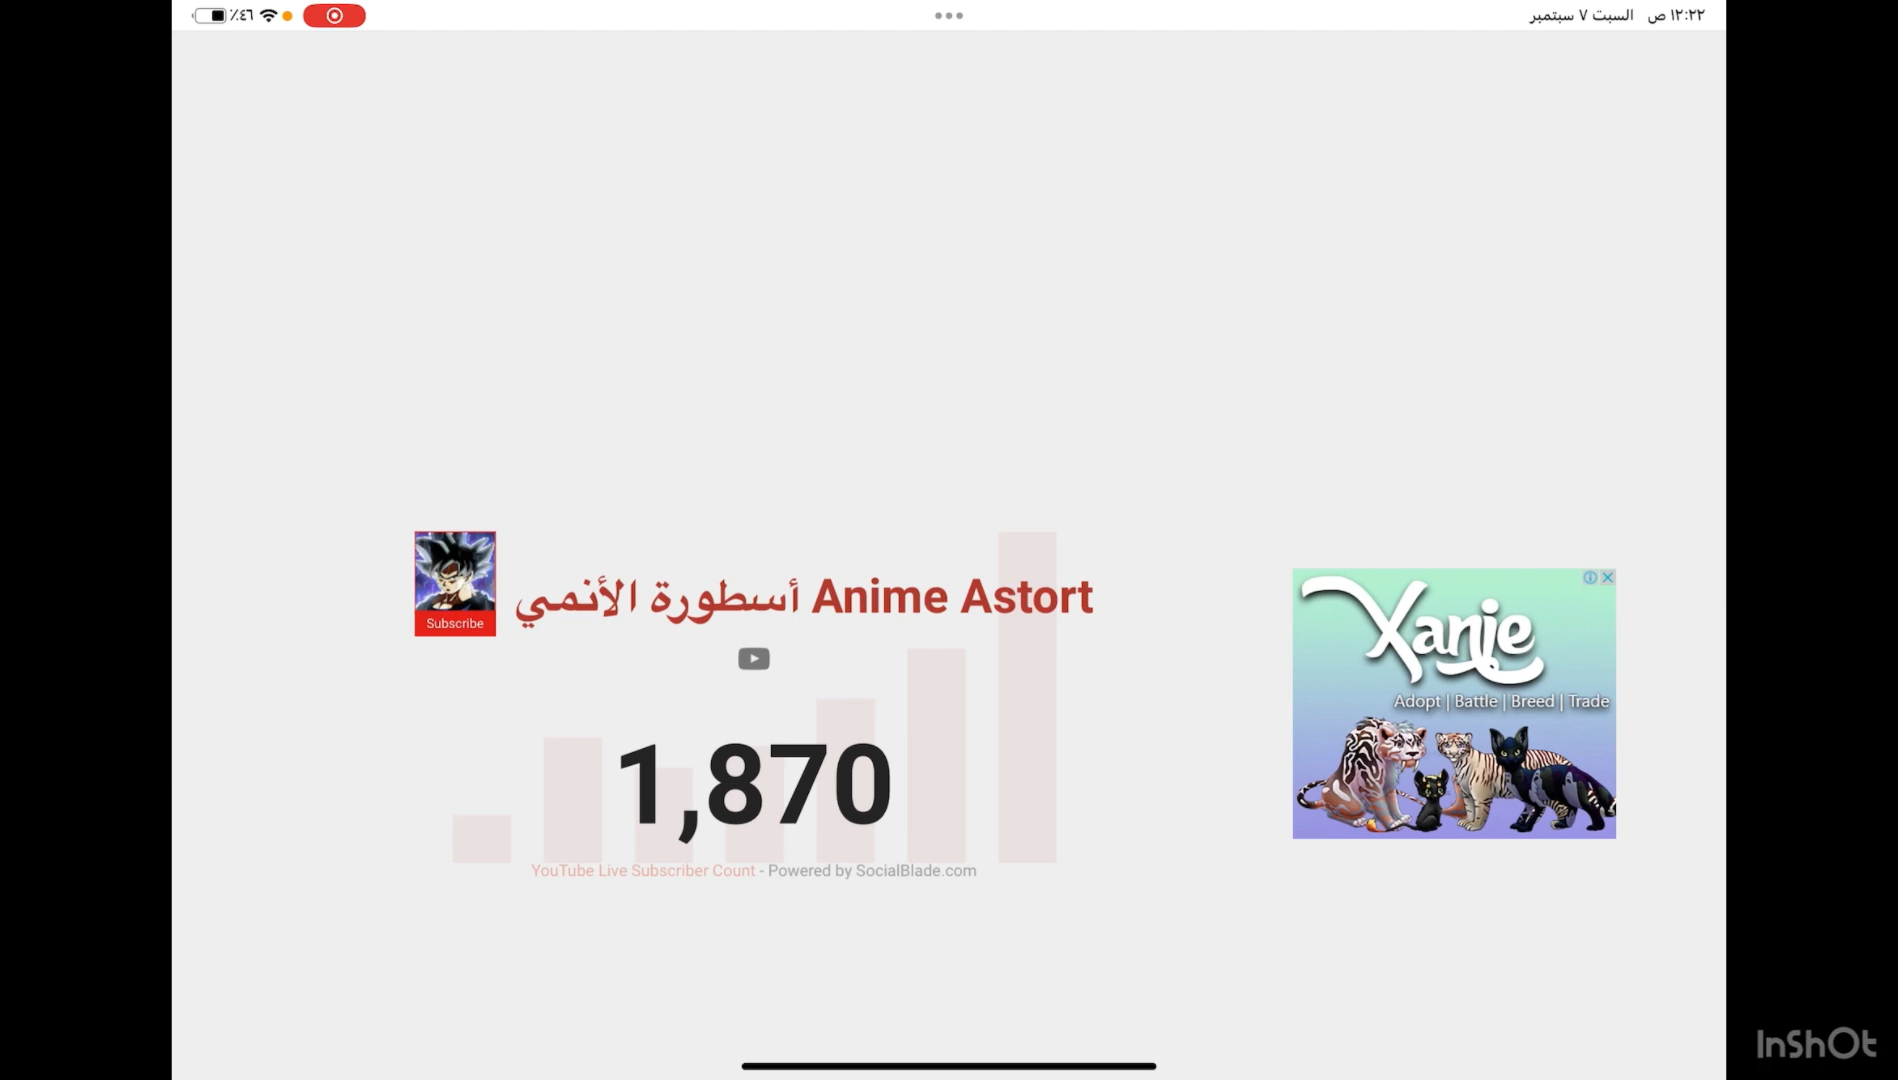 ١٢:٢٢ ص السبت ٧ سبتمبر
٪٤٦
أسطورة الأنمي Anime Astort
Subscribe
1,870
YouTube Live Subscriber Count - Powered by SocialBlade.com
Xanje
Adopt | Battle | Breed | Trade
InShOt